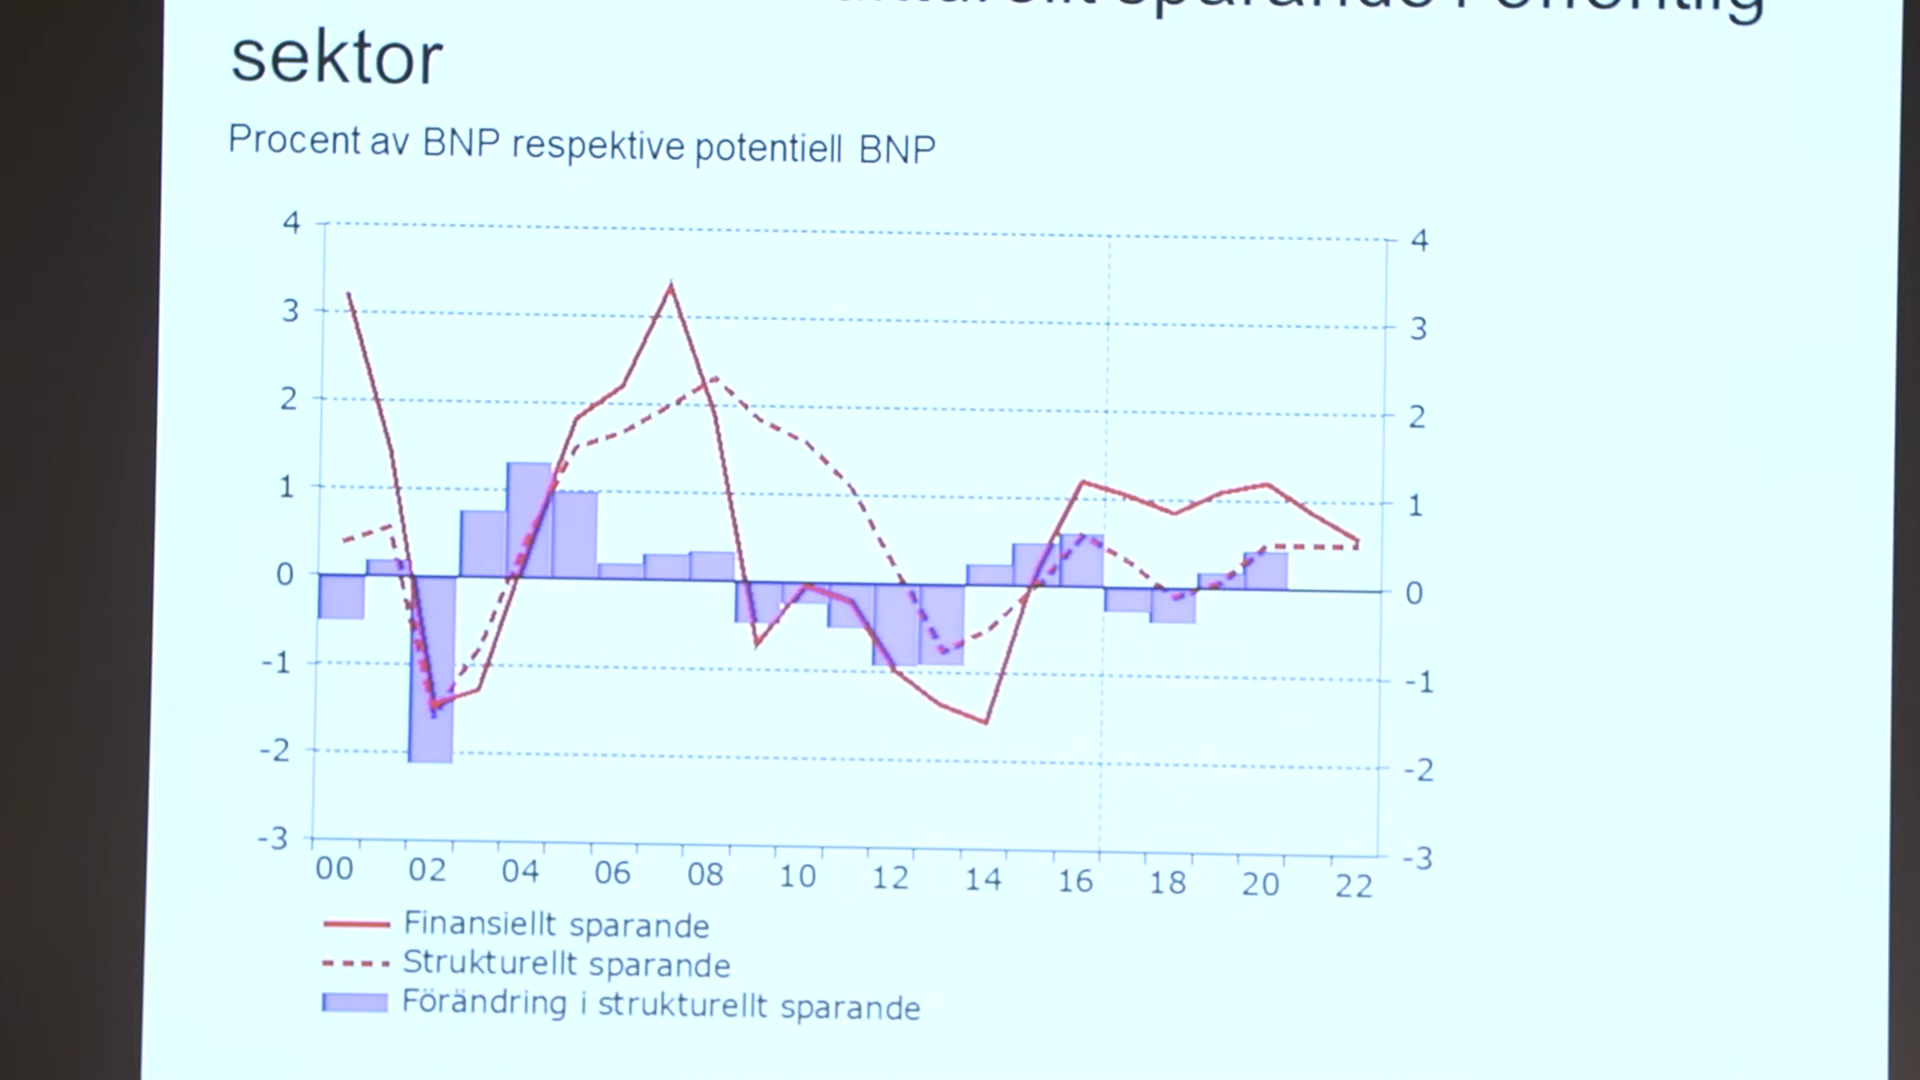 sparande i offentlig
sektor
Procent av BNP respektive potentiell BNP
4 4
3 3
2 2
1 1
0 0
-1 -1
-2 -2
-3 -3
00 02 04 06 08 10 12 14 16 18 20 22
Finansiellt sparande
Strukturellt sparande
Förändring i strukturellt sparande